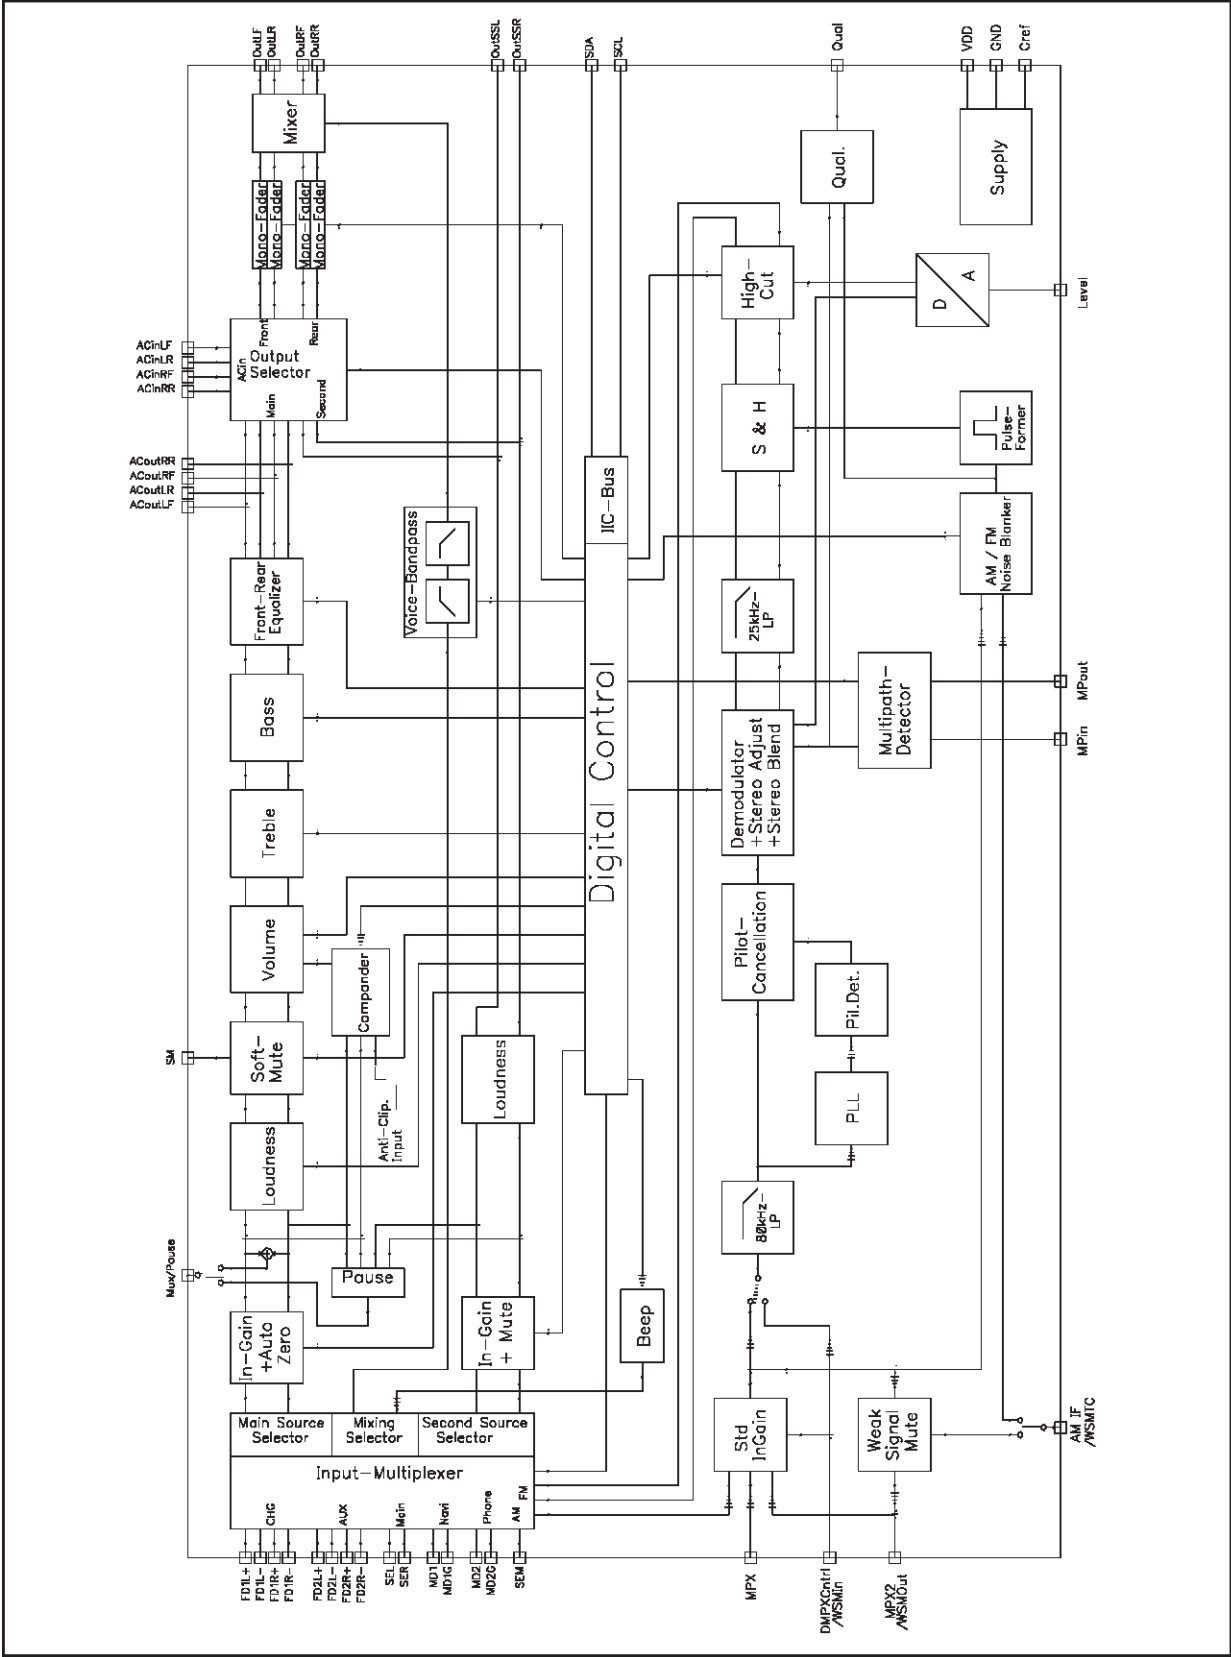 OutLF
OutLR
OutRF
OutRR
OutSSL
OutSSR
SDA
SCL
Qual
VDD
GND
Cref
Mixer
Mono-Fader
Mono-Fader
Mono-Fader
Mono-Fader
Qual.
Supply
High-
Cut
D
A
Level
ACinLF
ACinLR
ACinRF
ACinRR
Front
Rear
ACin
Output
Selector
Main
Second
ACoutRR
ACoutRF
ACoutLR
ACoutLF
S & H
Pulse-
Former
IIC-Bus
Voice-Bandpass
AM / FM
Noise Blanker
Front-Rear
Equalizer
25kHz-
LP
Bass
Digital Control
Demodulator
+Stereo Adjust
+Stereo Blend
Multipath-
Detector
MPout
MPin
Treble
Volume
Compander
Pilot-
Cancellation
Pil.Det.
PLL
SM
Soft-
Mute
Loudness
Loudness
Anti-Clip.
Input
80kHz-
LP
Mux/Pause
Pause
In-Gain
+Auto
Zero
In-Gain
+ Mute
Beep
Main Source
Selector
Mixing
Selector
Second Source
Selector
Input-Multiplexer
Std
InGain
Weak
Signal
Mute
AM IF
/WSMTC
CHG
AUX
Main
Navi
Phone
AM
FM
FD1L+
FD1L-
FD1R+
FD1R-
FD2L+
FD2L-
FD2R+
FD2R-
SEL
SER
MD1
MD1G
MD2
MD2G
SEM
MPX
DMPXCntrl
/WSMIn
MPX2
/WSMOut